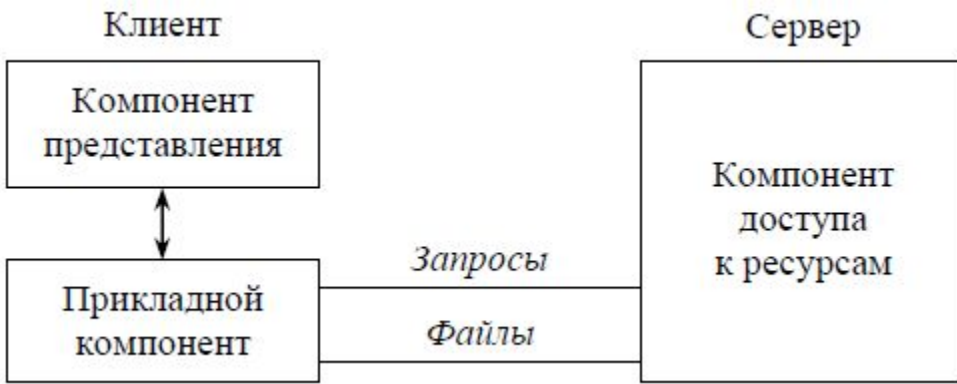 Клиент
Сервер
Компонент
представления
Компонент
доступа
к ресурсам
Запросы
Прикладной
компонент
Файлы